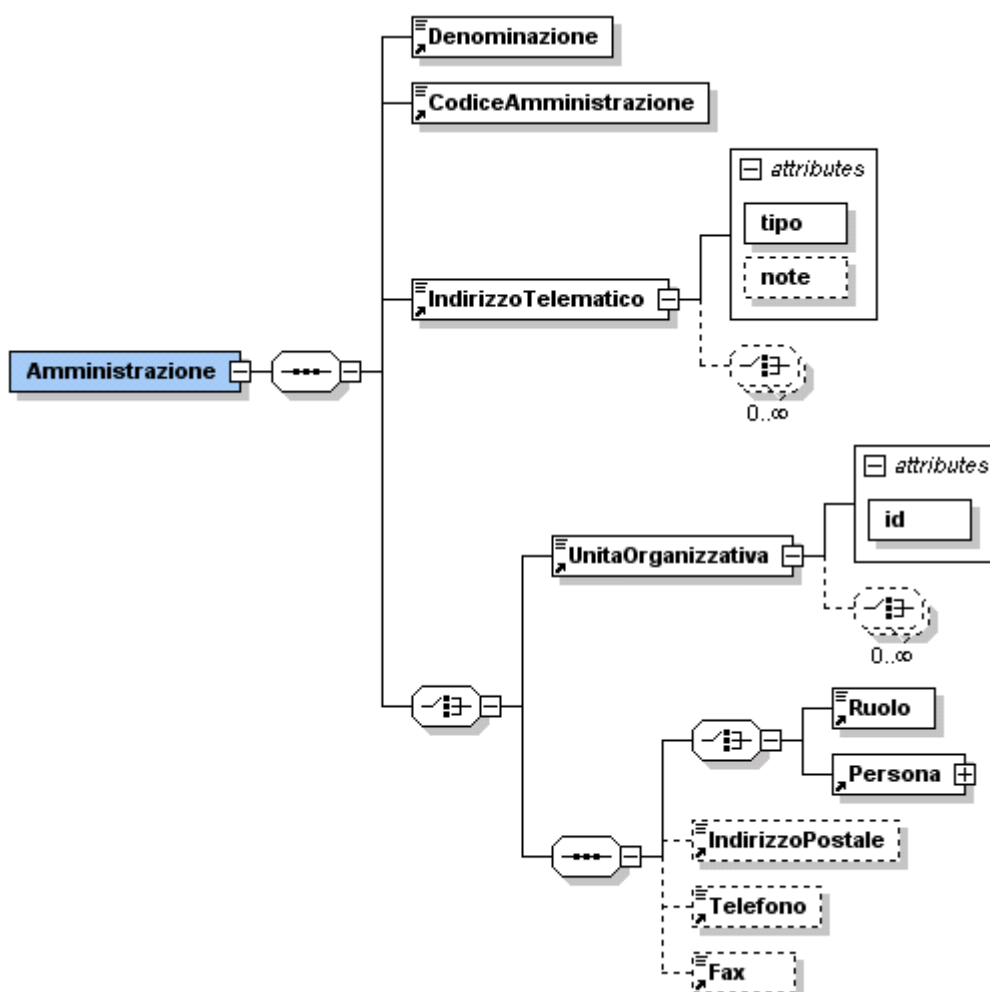 Denominazione
CodiceAmministrazione
attributes
tipo
note
IndirizzoTelematico
0..∞
Amministrazione
attributes
id
UnitaOrganizzativa
0..∞
Ruolo
Persona
IndirizzoPostale
Telefono
Fax